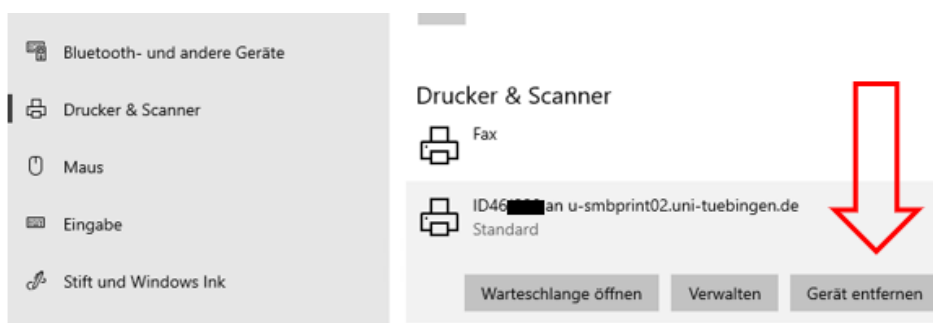 Bluetooth- und andere Geräte
Drucker & Scanner
Maus
Eingabe
Stift und Windows Ink
Drucker & Scanner
Fax
an u-smbprint02.uni-tuebingen.de
Standard
Warteschlange öffnen
Verwalten
Gerät entfernen